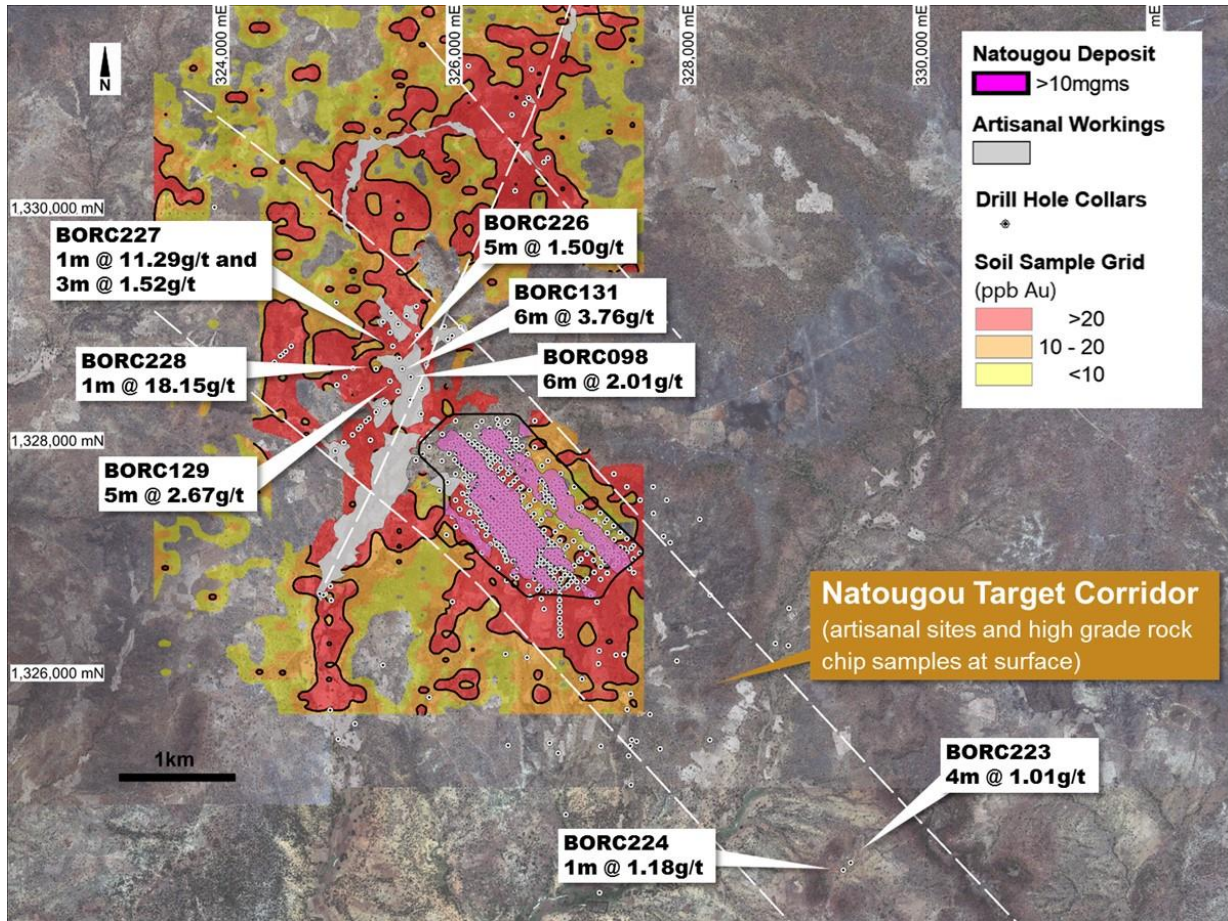 324,000 mE
326,000 mE
328,000 mE
330,000 mE
mE
N
Natougou Deposit
>10mgms
Artisanal Workings
Drill Hole Collars
Soil Sample Grid
(ppb Au)
>20
10 - 20
<10
1,330,000 mN
BORC227
1m @ 11.29g/t and
3m @ 1.52g/t
BORC226
5m @ 1.50g/t
BORC131
6m @ 3.76g/t
BORC228
1m @ 18.15g/t
BORC098
6m @ 2.01g/t
1,328,000 mN
BORC129
5m @ 2.67g/t
Natougou Target Corridor
(artisanal sites and high grade rock
chip samples at surface)
1,326,000 mN
1km
BORC223
4m @ 1.01g/t
BORC224
1m @ 1.18g/t